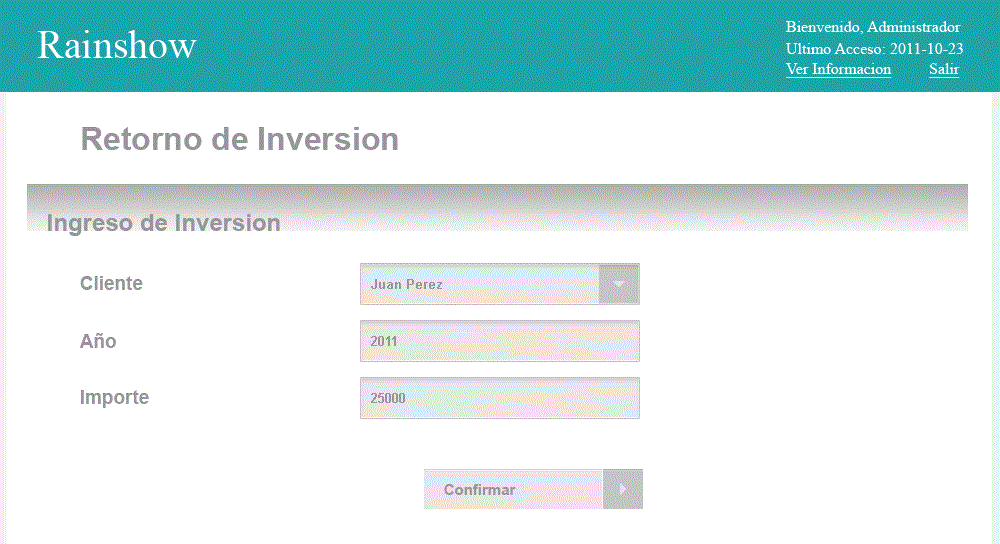 Rainshow
Bienvenido, Administrador
Ultimo Acceso: 2011-10-23
Ver Informacion Salir
Retorno de Inversion
Ingreso de Inversion
Cliente Juan Perez
Año 2011
Importe 25000
Confirmar